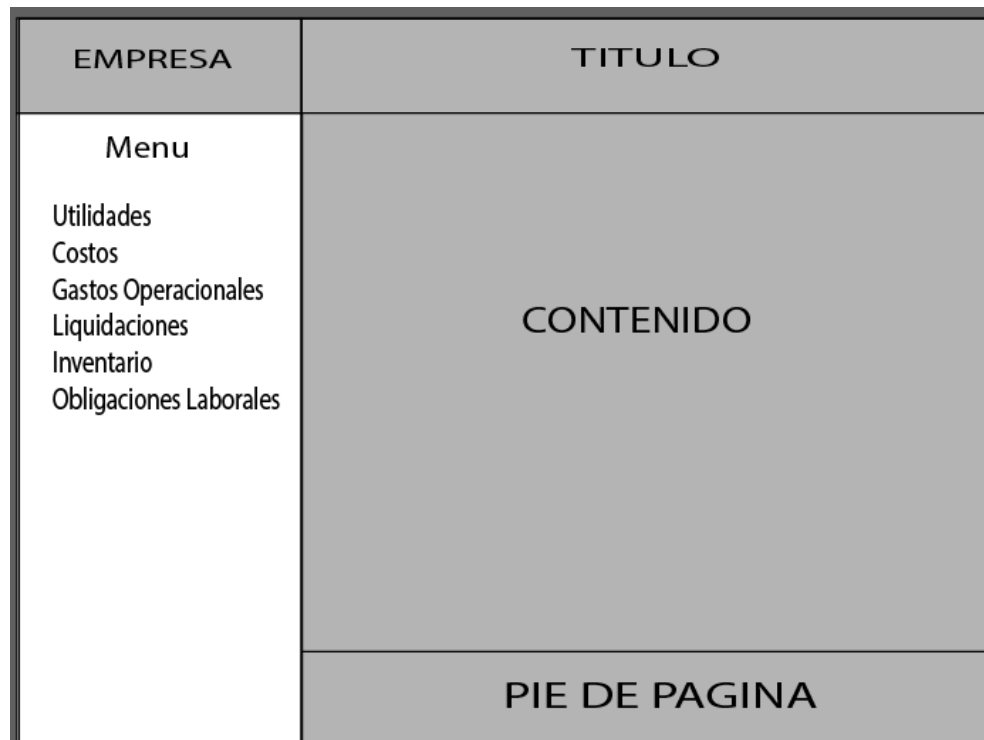 EMPRESA
TITULO
Menu
Utilidades
Costos
Gastos Operacionales
Liquidaciones
Inventario
Obligaciones Laborales
CONTENIDO
PIE DE PAGINA